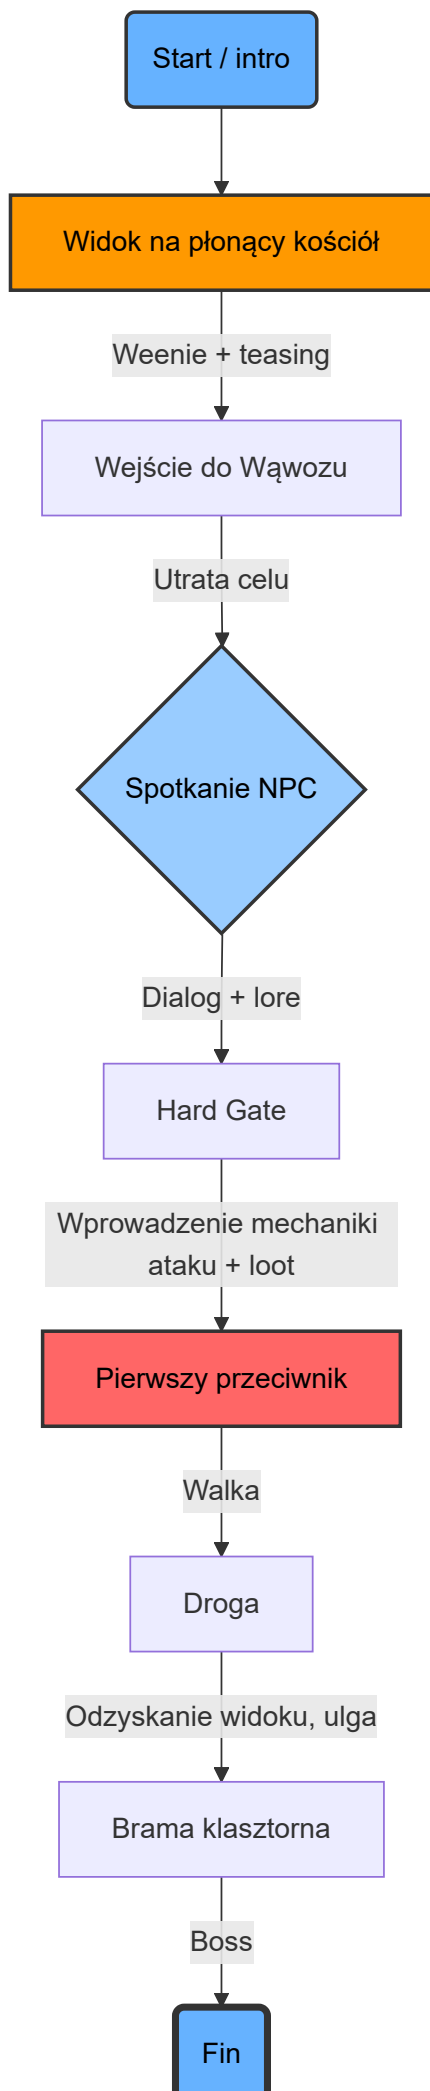 Start / intro
Widok na płonący kościół
Weenie + teasing
Wejście do Wąwozu
Utrata celu
Spotkanie NPC
Dialog + lore
Hard Gate
Wprowadzenie mechaniki
ataku + loot
Pierwszy przeciwnik
Walka
Droga
Odzyskanie widoku, ulga
Brama klasztorna
Boss
Fin